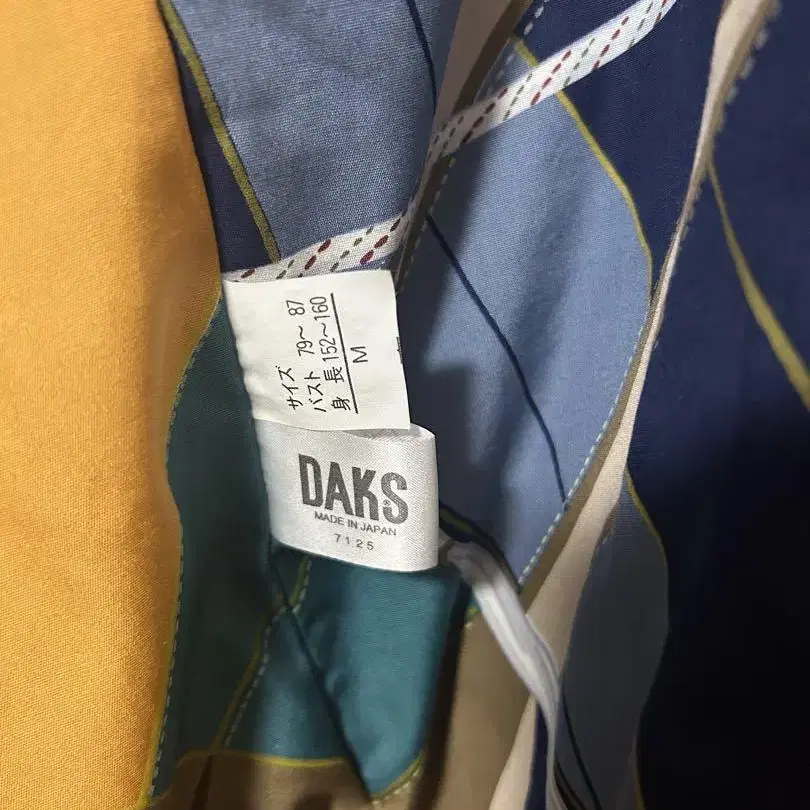 サイズ
バスト 79～ 87
身 長 152～160
M
DAKS®
MADE IN JAPAN
7125